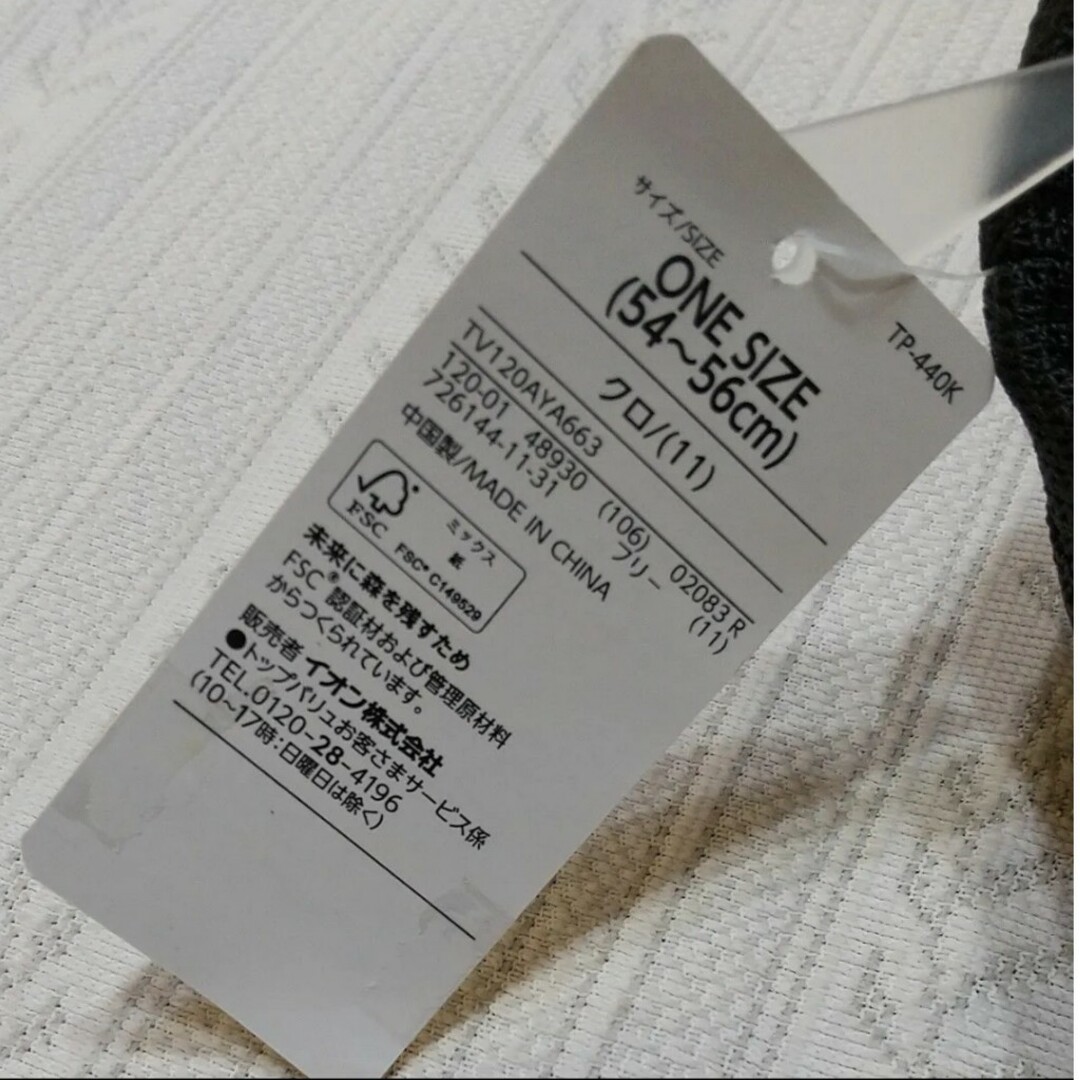 TP-440K
サイズ/SIZE
ONE SIZE
(54～56cm)
クロ/(11)
TV120AYA663
120-01 48930 (106) 02083 R
726144-11-31 フリー (11)
中国製/MADE IN CHINA
FSC
ミックス
紙
FSC® C149529
未来に森を残すため
FSC®認証材および管理原材料
からつくられています。
販売者 イオン株式会社
●トップバリュお客さまサービス係
TEL.0120-28-4196
(10～17時:日曜日は除く)